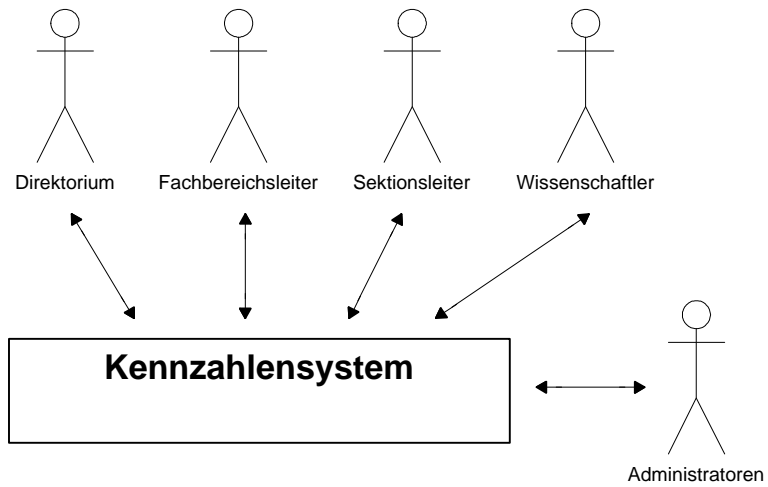 Direktorium Fachbereichsleiter Sektionsleiter Wissenschaftler
Kennzahlensystem
Administratoren